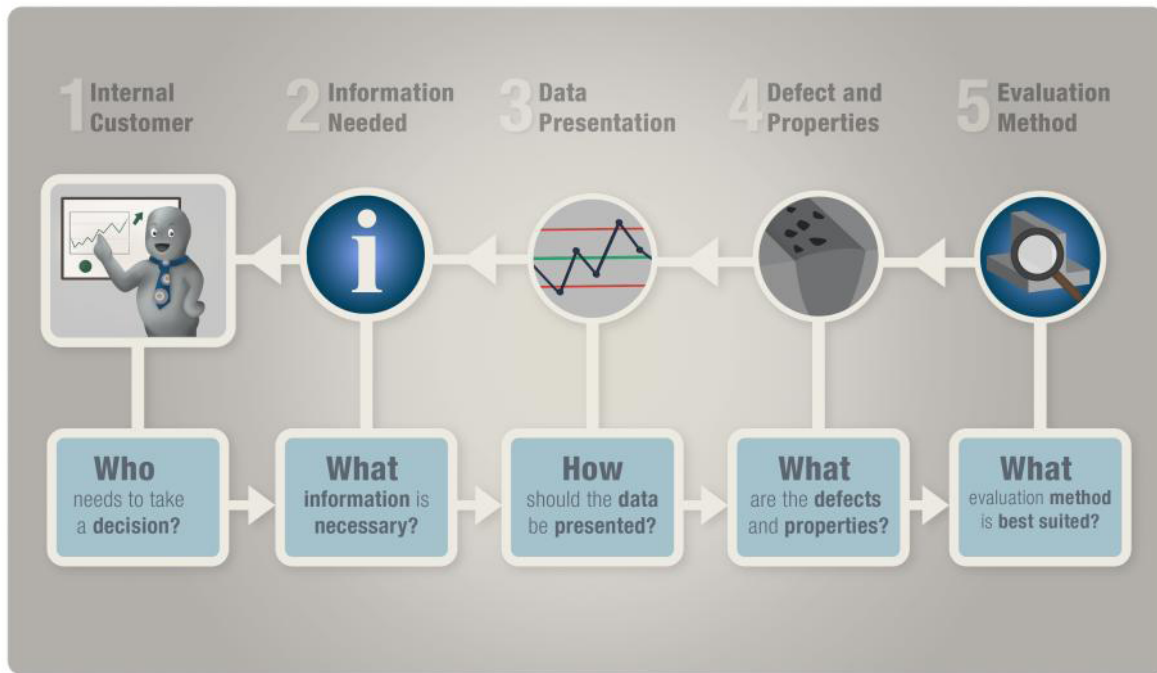 1 Internal
Customer
2 Information
Needed
3 Data
Presentation
4 Defect and
Properties
5 Evaluation
Method
i
Who
needs to take
a decision?
What
information is
necessary?
How
should the data
be presented?
What
are the defects
and properties?
What
evaluation method
is best suited?